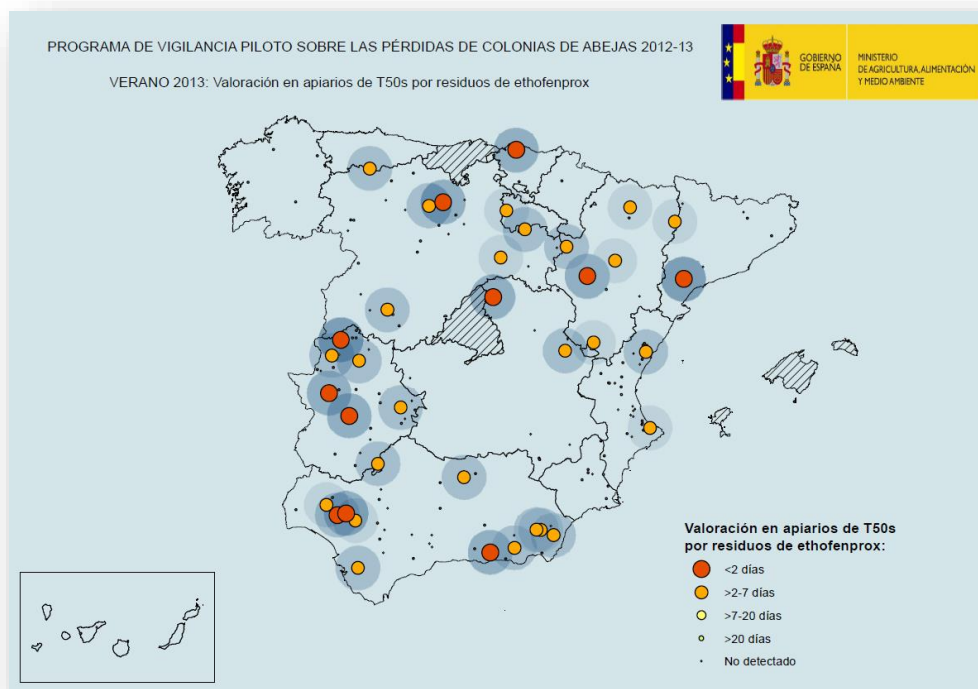 PROGRAMA DE VIGILANCIA PILOTO SOBRE LAS PÉRDIDAS DE COLONIAS DE ABEJAS 2012-13
VERANO 2013: Valoración en apiarios de T50s por residuos de ethofenprox
GOBIERNO
DE ESPAÑA
MINISTERIO
DE AGRICULTURA, ALIMENTACIÓN
Y MEDIO AMBIENTE
Valoración en apiarios de T50s
por residuos de ethofenprox:
<2 días
>2-7 días
>7-20 días
>20 días
No detectado